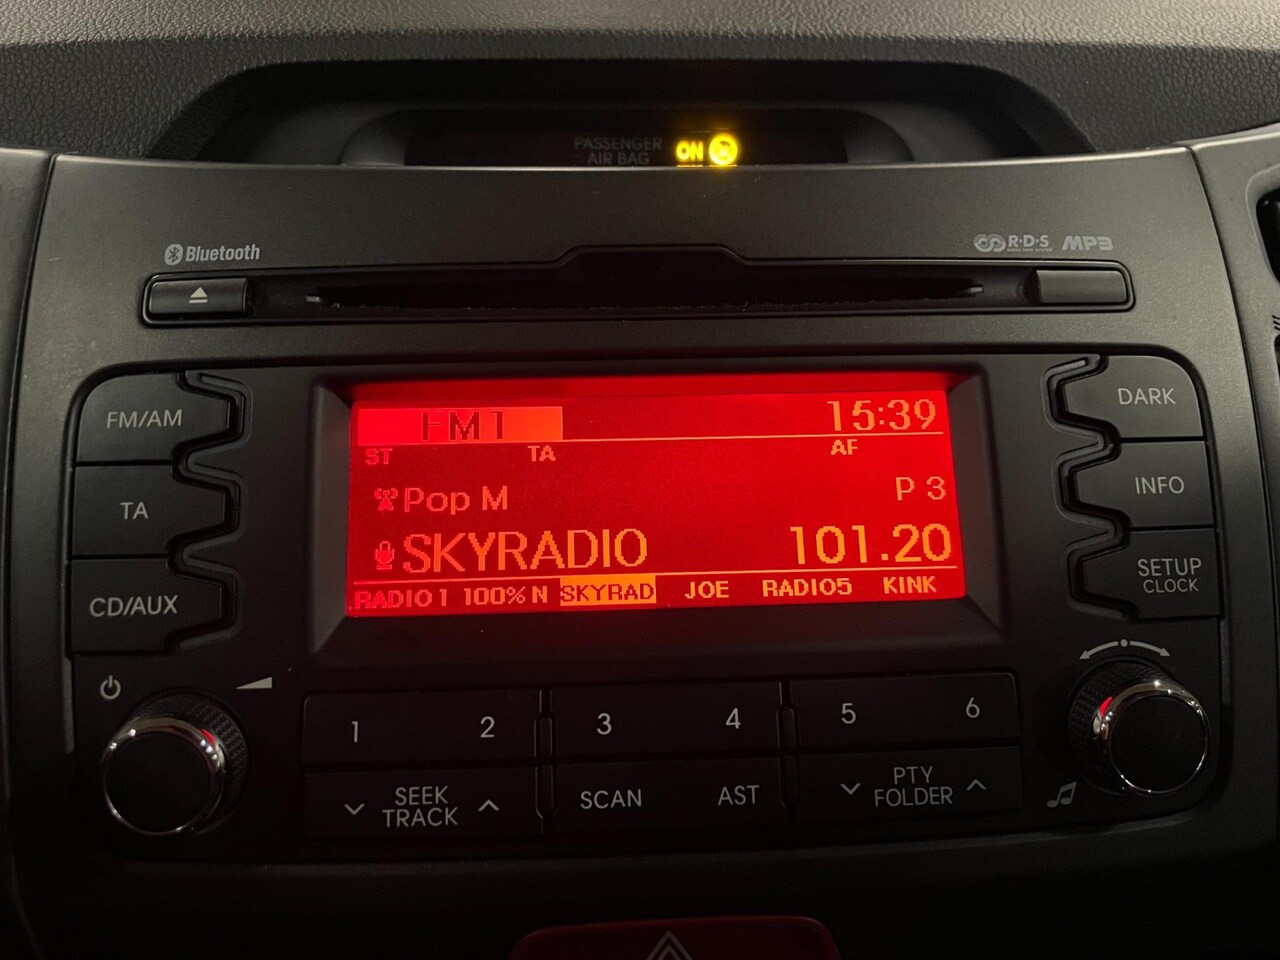 PASSENGER
AIR BAG
ON
Bluetooth
R·D·S
MP3
FM/AM
TA
CD/AUX
FM1
15:39
ST
TA
AF
Pop M
P 3
SKYRADIO
101.20
RADIO1
100% N
SKYRAD
JOE
RADIO5
KINK
DARK
INFO
SETUP
CLOCK
1
2
3
4
5
6
SEEK
TRACK
SCAN
AST
PTY
FOLDER